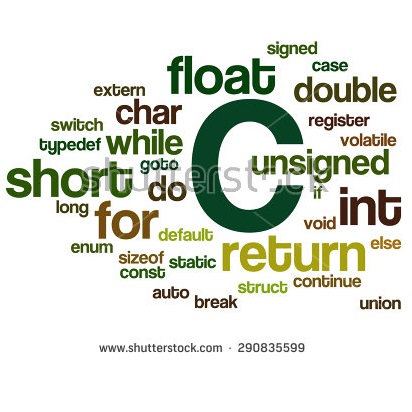 signed
case
float
double
extern
char
register
switch
while
volatile
typedef
goto
unsigned
shutterstock
short
do
if
C
long
for
int
void
default
else
enum
sizeof
static
return
const
struct
continue
auto
break
union
www.shutterstock.com · 290835599